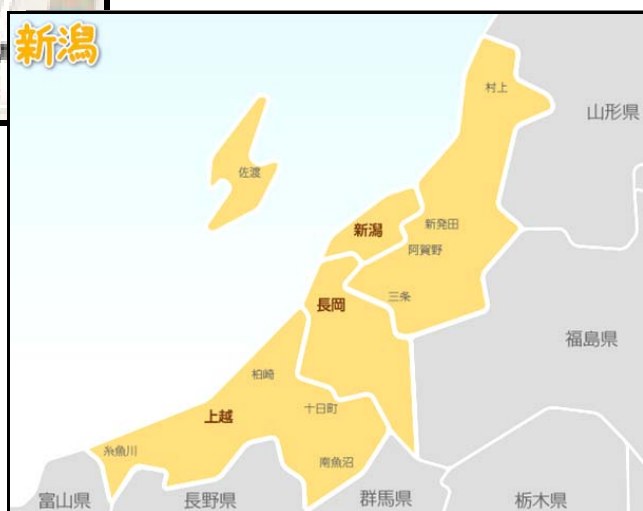 新潟
村上
山形県
佐渡
新発田
新潟
阿賀野
三条
長岡
福島県
柏崎
十日町
上越
糸魚川
南魚沼
富山県
長野県
群馬県
栃木県